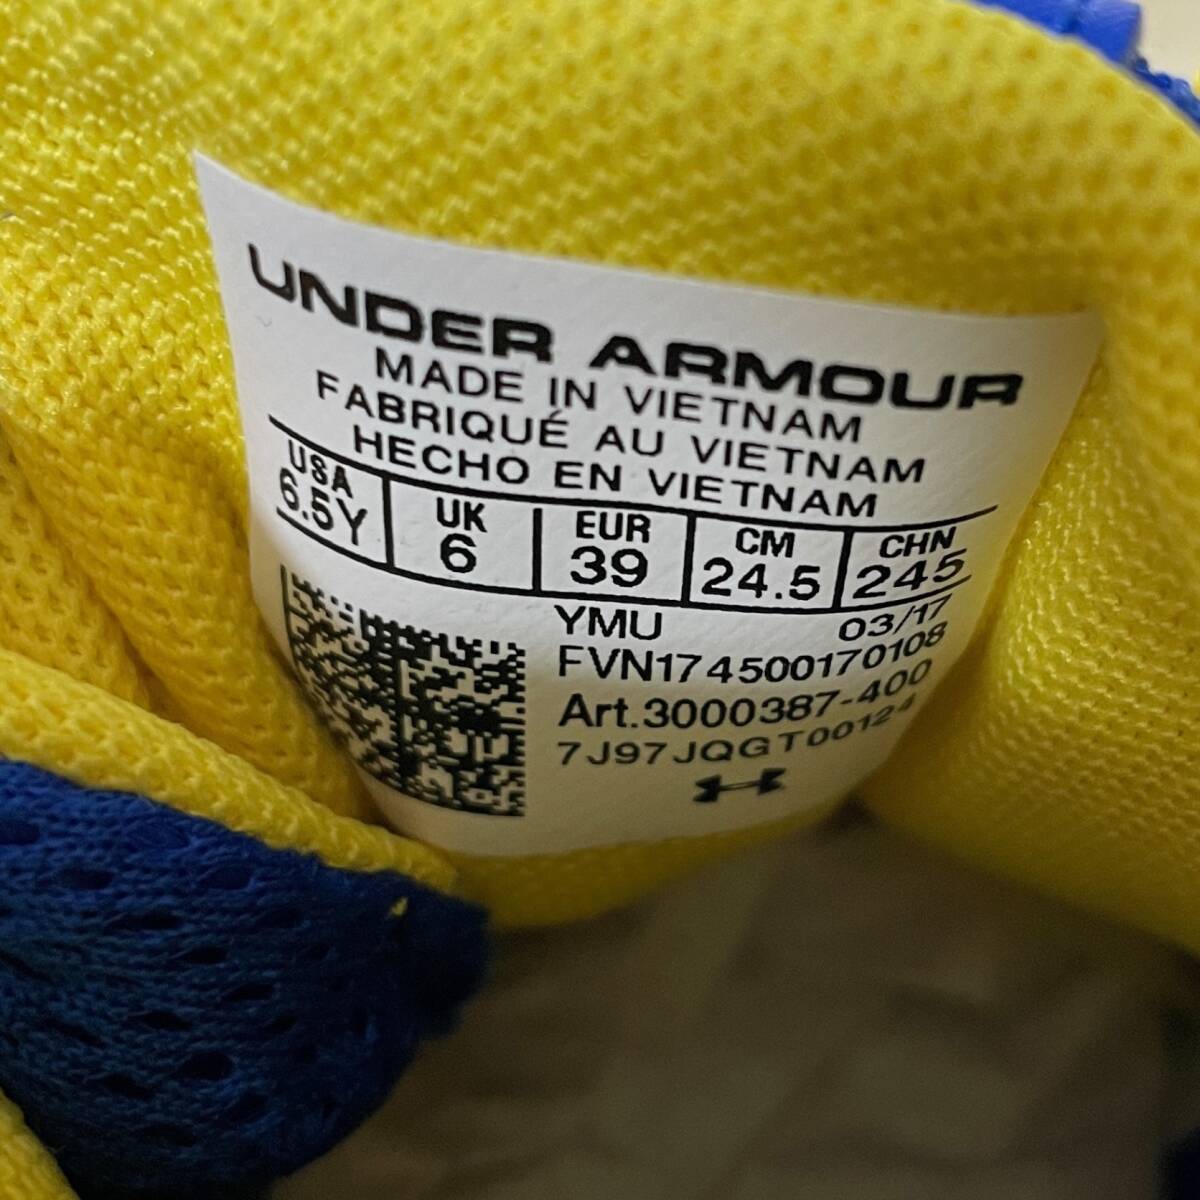 UNDER ARMOUR
MADE IN VIETNAM
FABRIQUÉ AU VIETNAM
HECHO EN VIETNAM
USA UK EUR CM CHN
6.5Y 6 39 24.5 245
YMU 03/17
FVN174500170108
Art.3000387-400
7J97JQGT00124